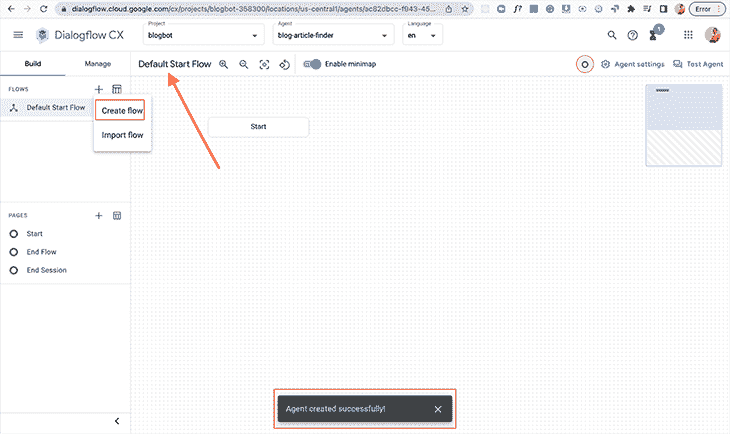 dialogflow.cloud.google.com/cx/projects/blogbot-358300/locations/us-central1/agents/ac82dbcc-f943-45...
Error
Dialogflow CX
Project
blogbot
Agent
blog-article-finder
Language
en
1
Build
Manage
Default Start Flow
Enable minimap
Agent settings
Test Agent
FLOWS
Default Start Flow
Create flow
Import flow
Start
PAGES
Start
End Flow
End Session
Agent created successfully!